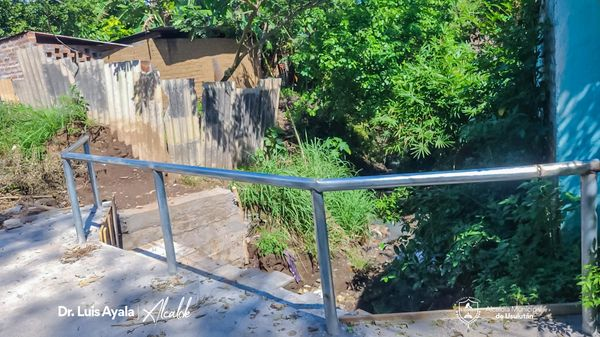 Dr. Luis Ayala / Alcalde
Alcaldía Municipal
de Usulután